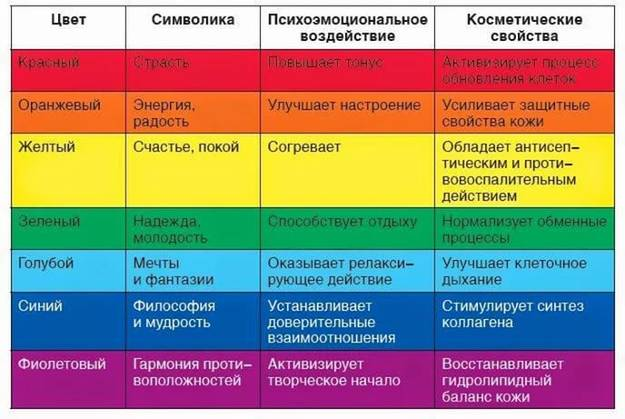 Цвет
Символика
Психоэмоциональное
воздействие
Косметические
свойства
Красный
Страсть
Повышает тонус
Активизирует процесс
обновления клеток
Оранжевый
Энергия,
радость
Улучшает настроение
Усиливает защитные
свойства кожи
Желтый
Счастье, покой
Согревает
Обладает антисеп–
тическим и проти–
вовоспалительным
действием
Зеленый
Надежда,
молодость
Способствует отдыху
Нормализует обменные
процессы
Голубой
Мечты
и фантазии
Оказывает релакси–
рующее действие
Улучшает клеточное
дыхание
Синий
Философия
и мудрость
Устанавливает
доверительные
взаимоотношения
Стимулирует синтез
коллагена
Фиолетовый
Гармония проти–
воположностей
Активизирует
творческое начало
Восстанавливает
гидролипидный
баланс кожи